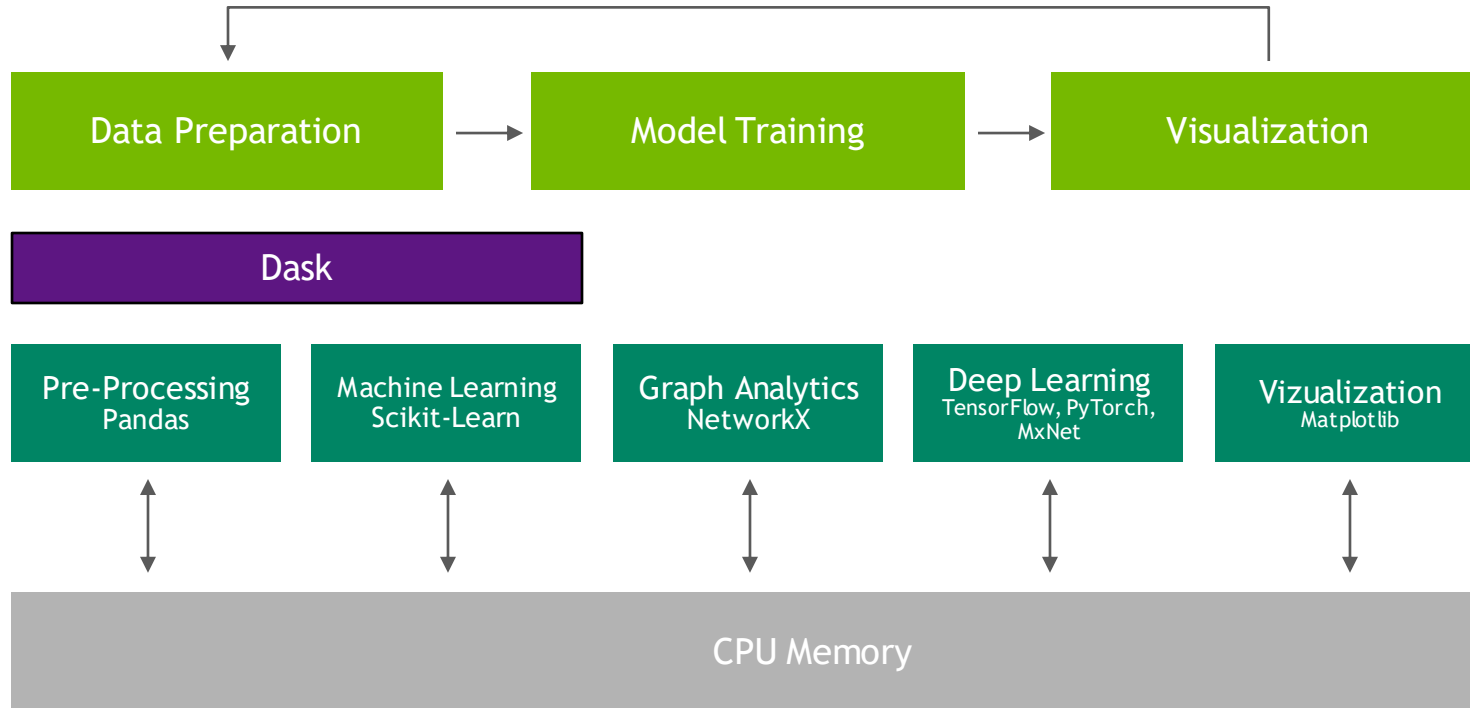 Data Preparation
Model Training
Visualization
Dask
Pre-Processing
Pandas
Machine Learning
Scikit-Learn
Graph Analytics
NetworkX
Deep Learning
TensorFlow, PyTorch,
MxNet
Vizualization
Matplotlib
CPU Memory